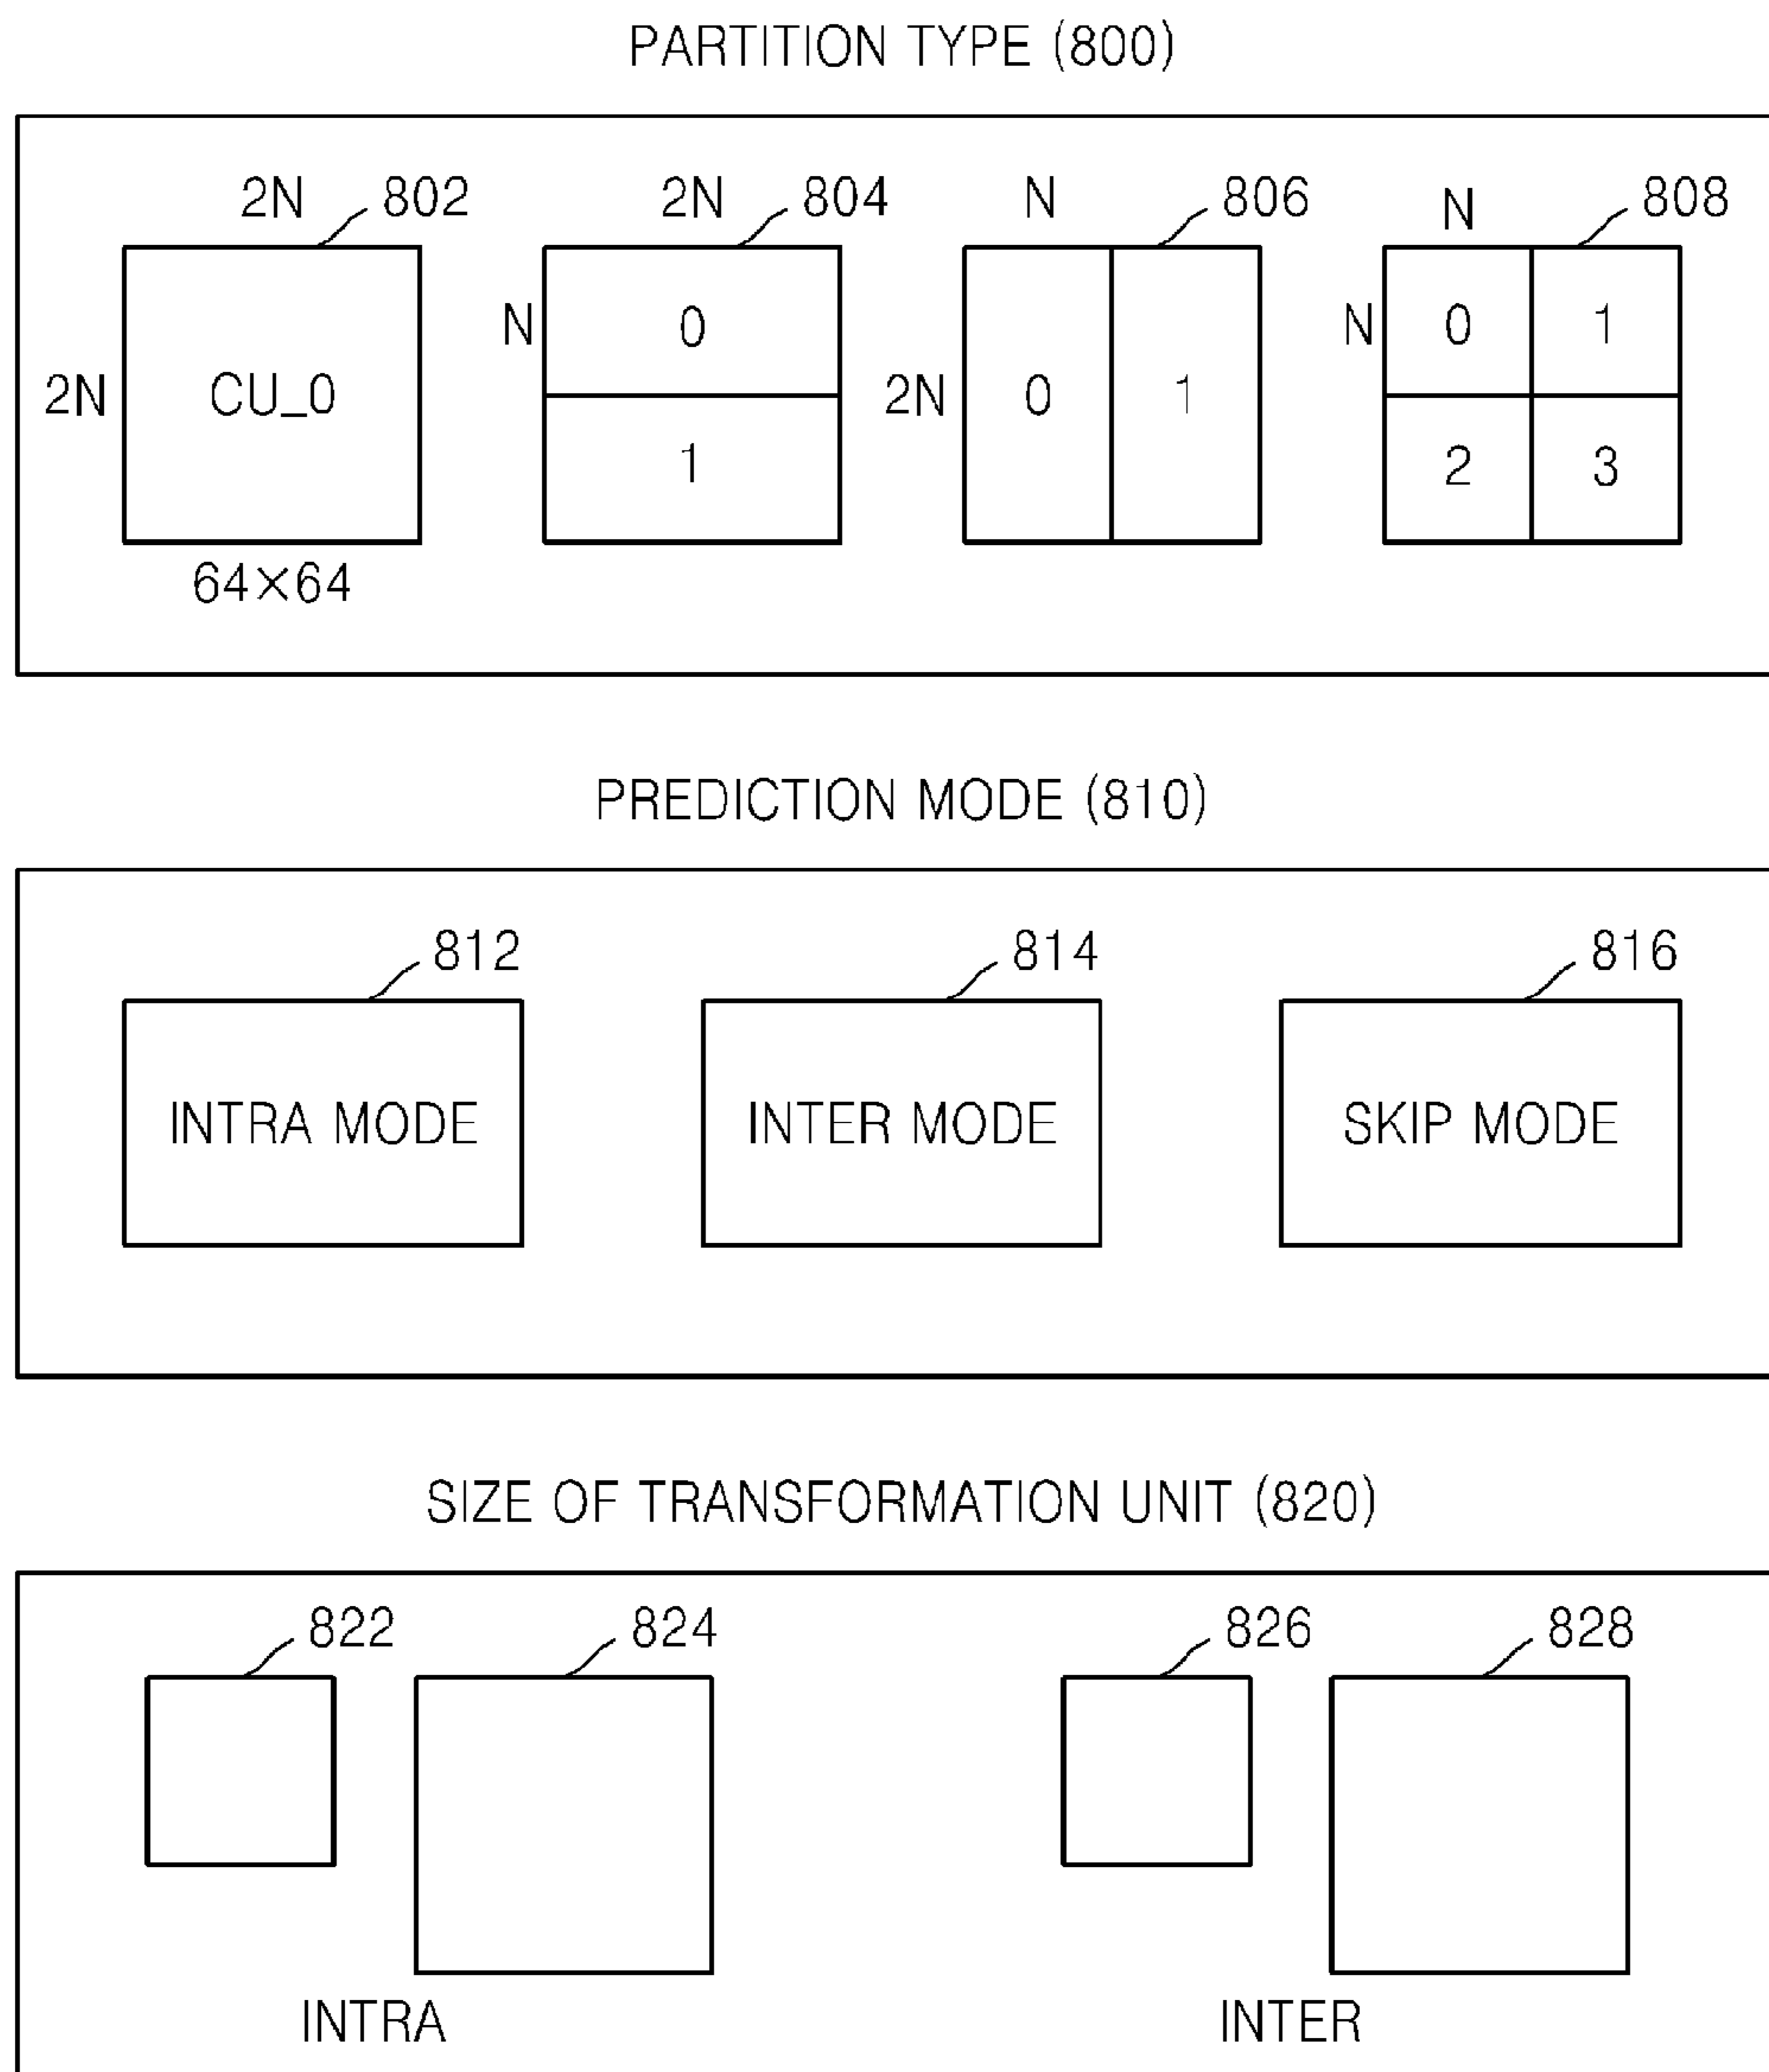 PARTITION TYPE (800)
2N 802 2N 804 N 806 N 808
N 0 N 0 1
2N CU_0 2N 0 1
1 2 3
64×64
PREDICTION MODE (810)
812 814 816
INTRA MODE INTER MODE SKIP MODE
SIZE OF TRANSFORMATION UNIT (820)
822 824 826 828
INTRA INTER